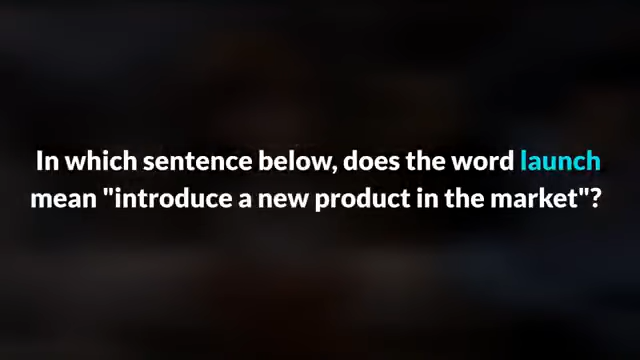 In which sentence below, does the word launch
mean "introduce a new product in the market"?